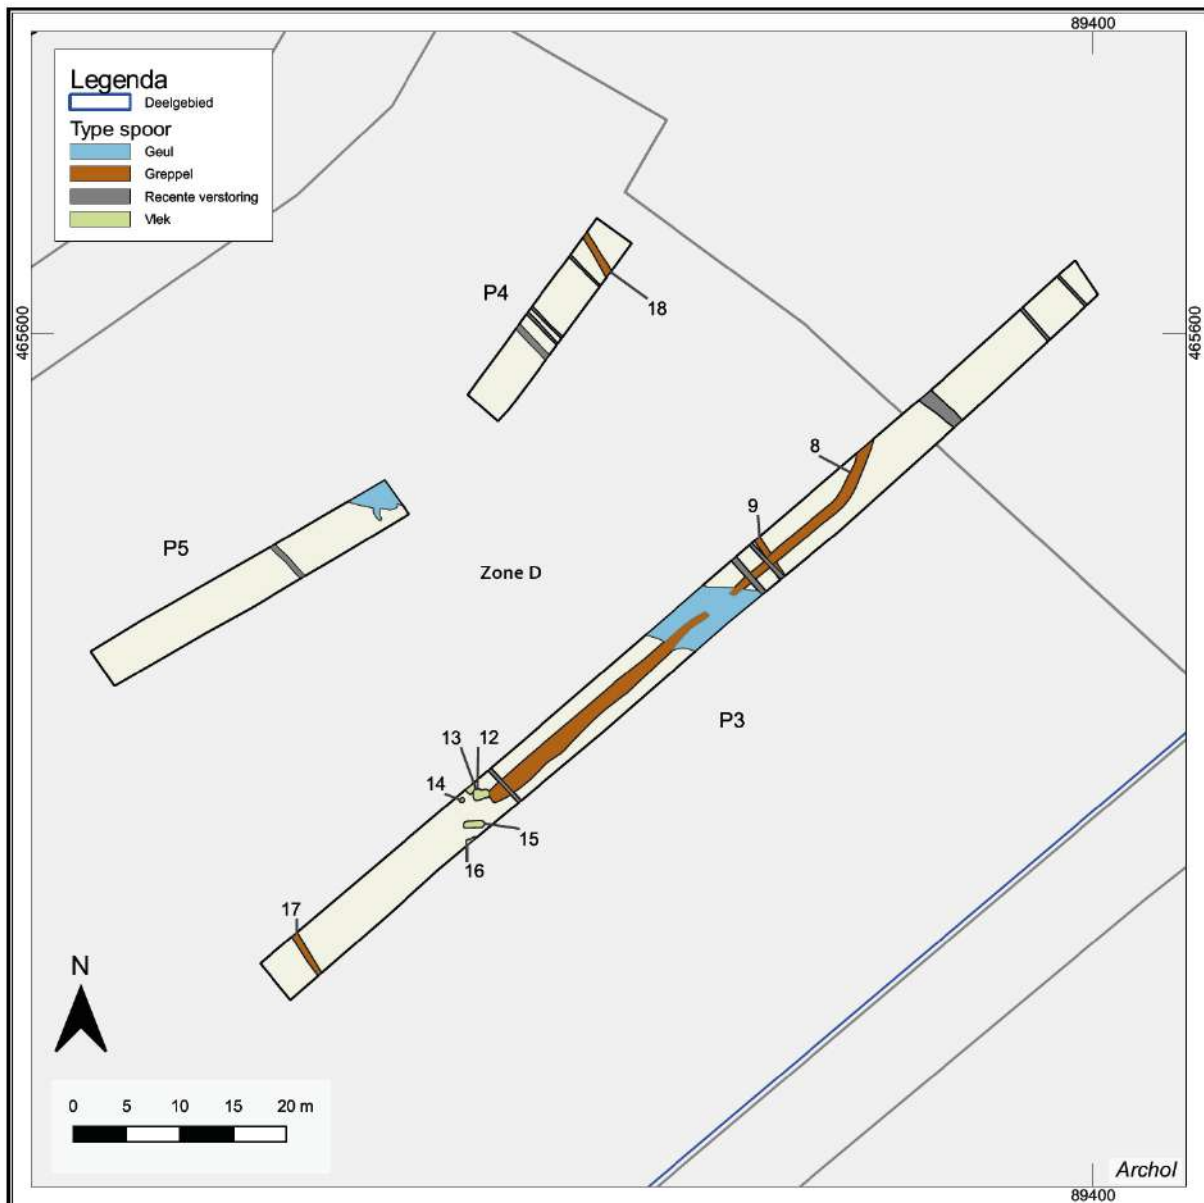 89400
Legenda
Deelgebied
Type spoor
Geul
Greppel
Recente verstoring
Vlek
P4
18
465600
465600
8
9
P5
Zone D
P3
13
12
14
15
16
17
N
0 5 10 15 20 m
Archol
89400